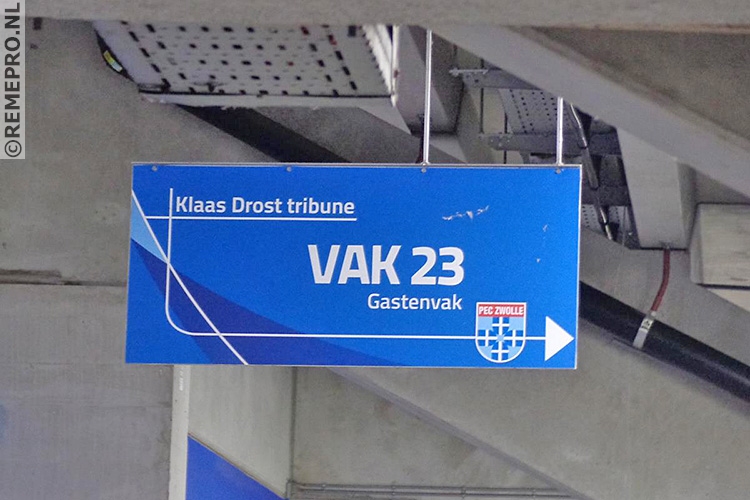 ©REMEPRO.NL
Klaas Drost tribune
VAK 23
Gastenvak
PEC ZWOLLE